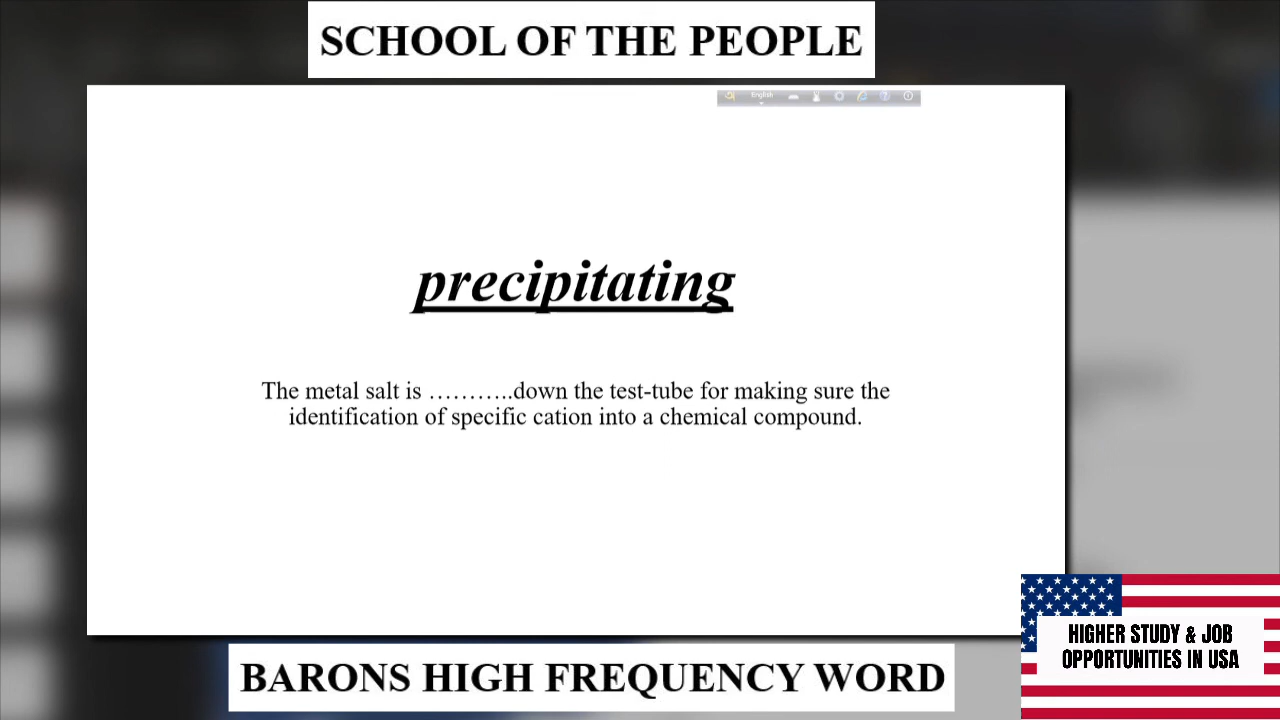 SCHOOL OF THE PEOPLE
English
precipitating
The metal salt is ………..down the test-tube for making sure the
identification of specific cation into a chemical compound.
HIGHER STUDY & JOB
OPPORTUNITIES IN USA
BARONS HIGH FREQUENCY WORD